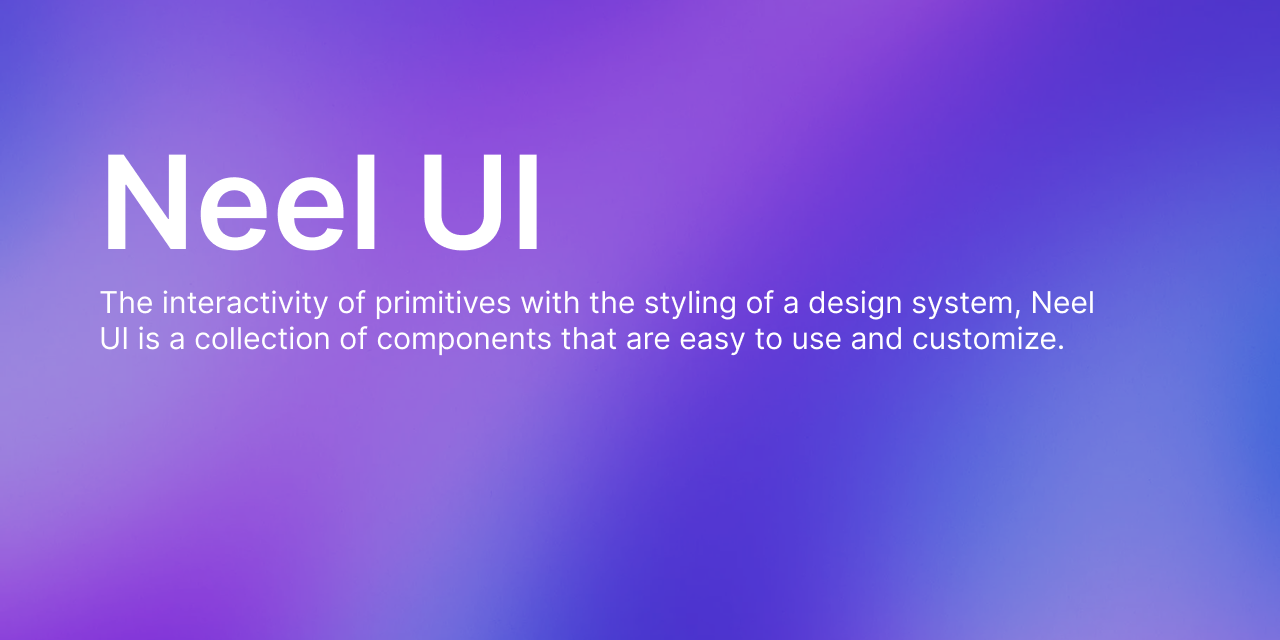 Neel UI
The interactivity of primitives with the styling of a design system, Neel
UI is a collection of components that are easy to use and customize.